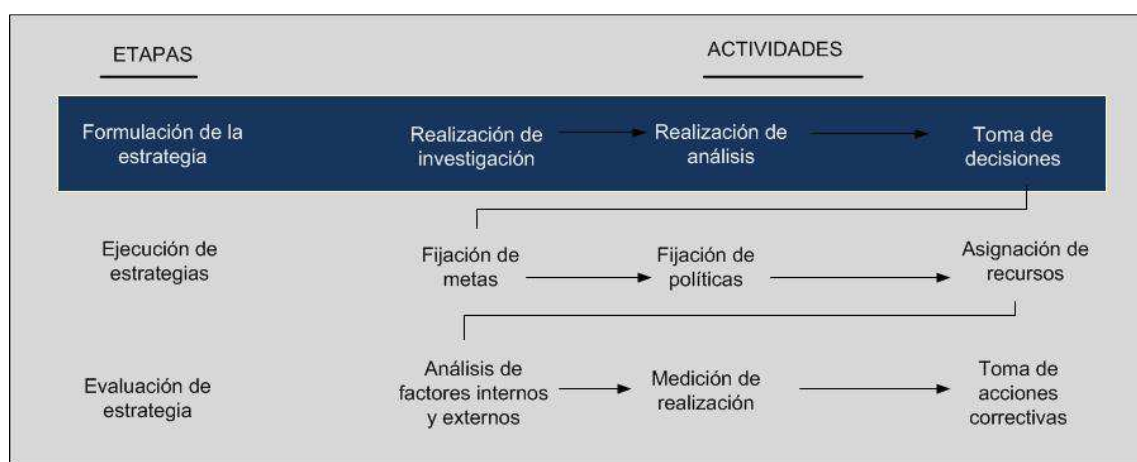 ETAPAS
ACTIVIDADES
Formulación de la
estrategia
Realización de
investigación
Realización de
análisis
Toma de
decisiones
Ejecución de
estrategias
Fijación de
metas
Fijación de
políticas
Asignación de
recursos
Evaluación de
estrategia
Análisis de
factores internos
y externos
Medición de
realización
Toma de
acciones
correctivas